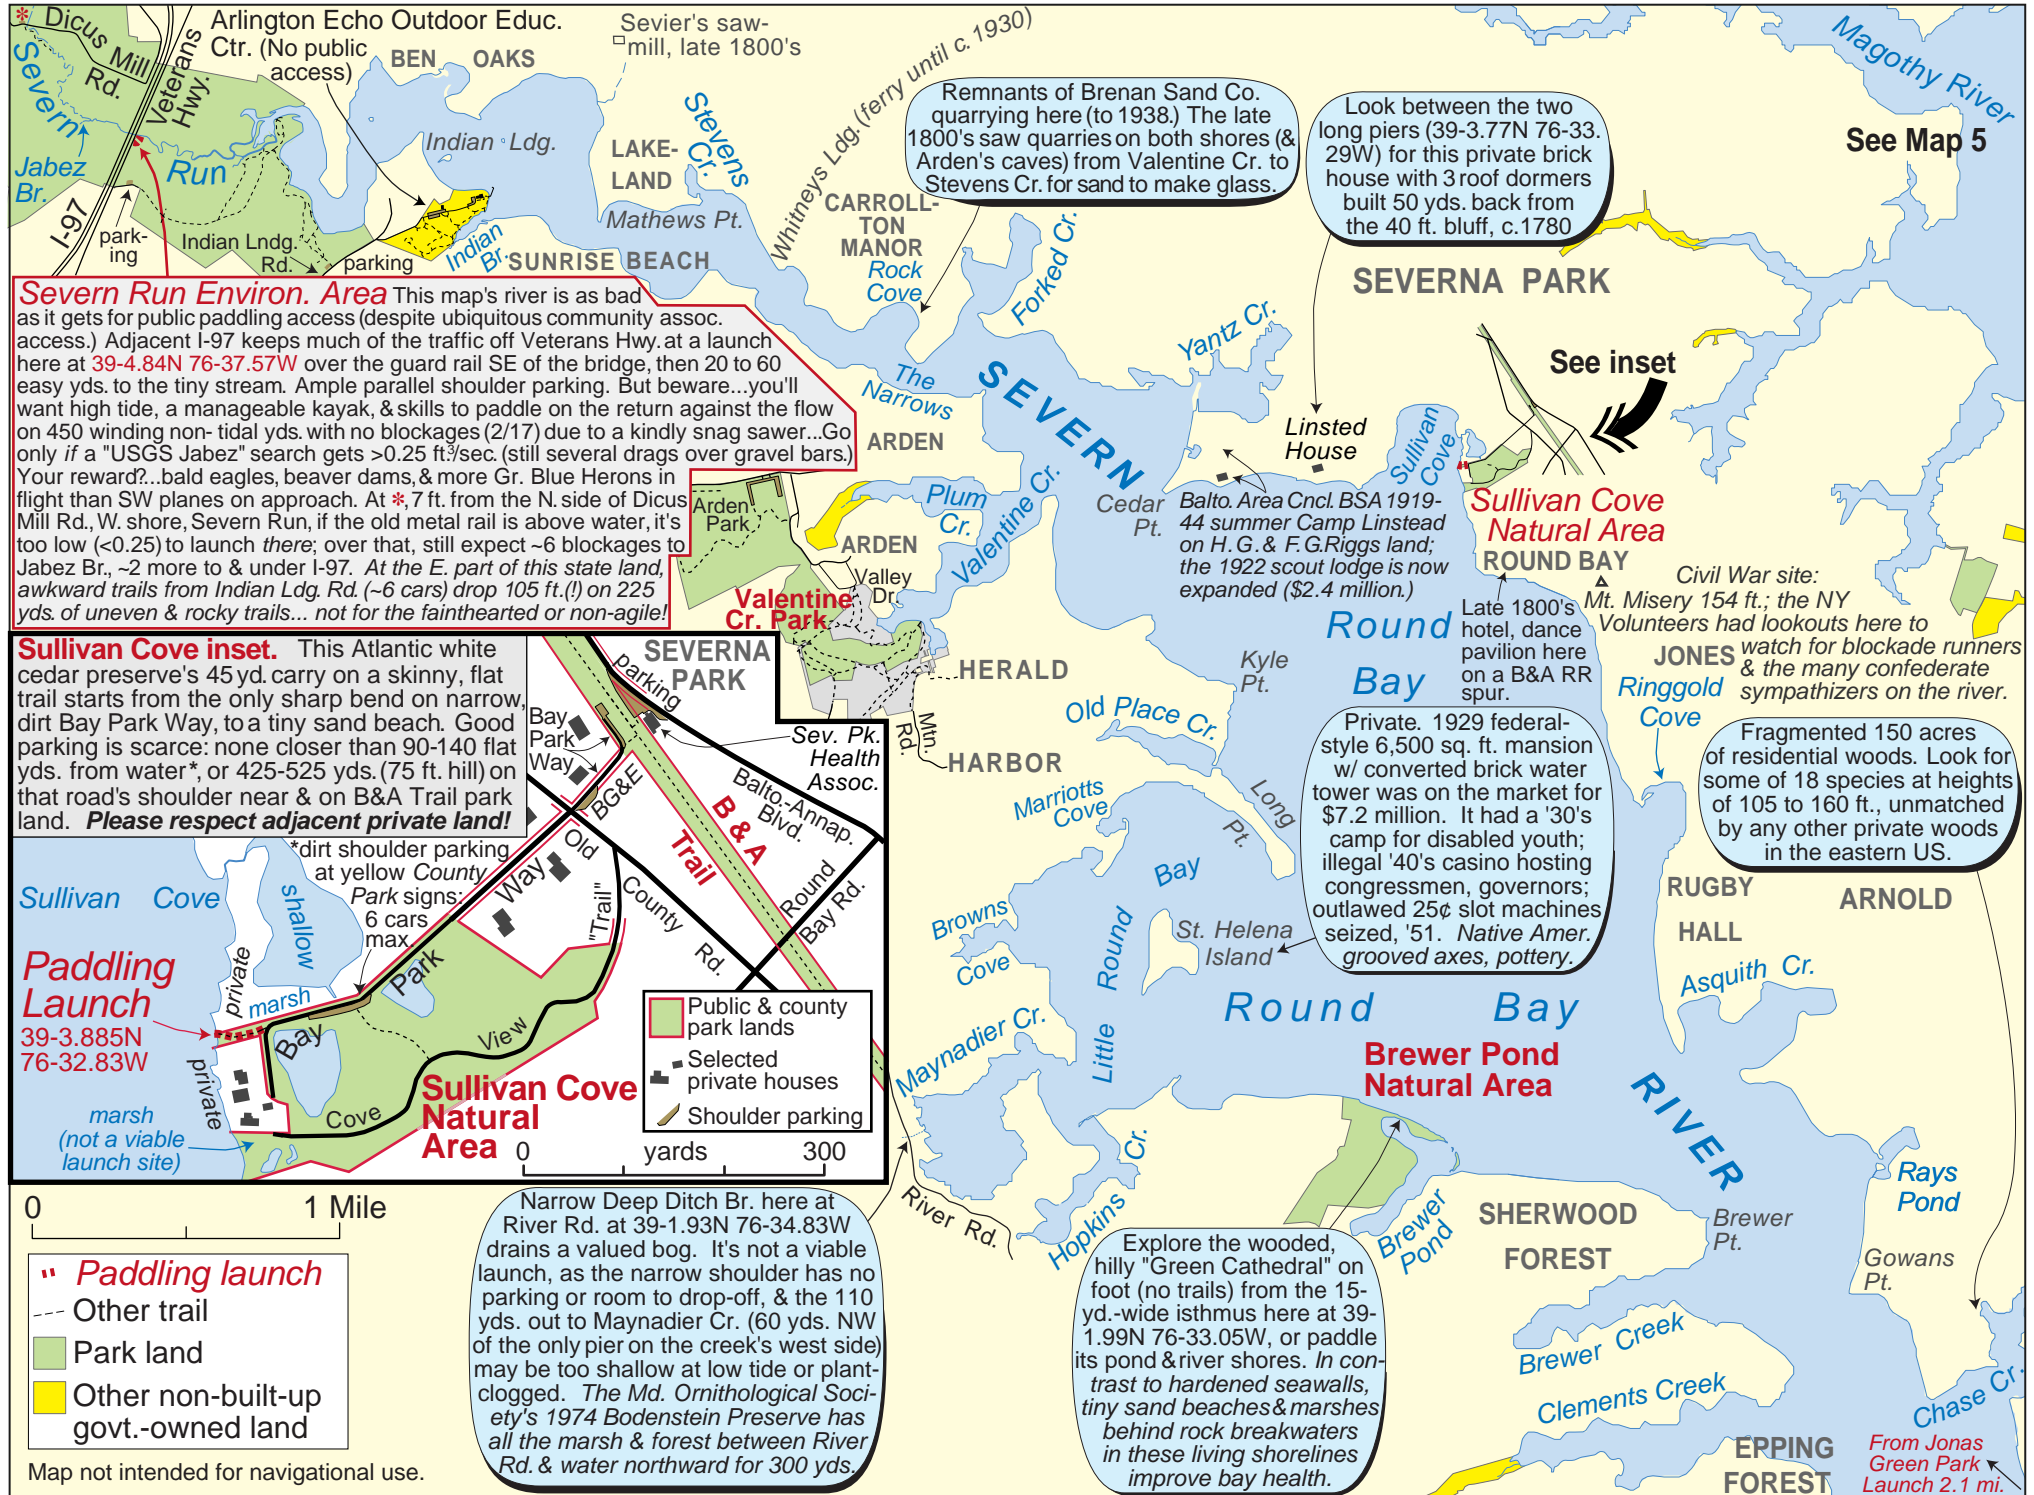 Dicus Mill Rd.
Severn
Run
Jabez
Br.
Veterans
Hwy.
I-97
park-
ing
Indian Lndg.
Rd.
parking
Arlington Echo Outdoor Educ.
Ctr. (No public
access)
BEN OAKS
Indian Ldg.
Indian
Br.
SUNRISE BEACH
Sevier's saw-
mill, late 1800's
LAKE-
LAND
Stevens
Cr.
Mathews Pt.
Whitneys Ldg. (ferry until c. 1930)
CARROLL-
TON
MANOR
Rock
Cove
Forked Cr.
Remnants of Brenan Sand Co.
quarrying here (to 1938.) The late
1800's saw quarries on both shores (&
Arden's caves) from Valentine Cr. to
Stevens Cr. for sand to make glass.
Look between the two
long piers (39-3.77N 76-33.
29W) for this private brick
house with 3 roof dormers
built 50 yds. back from
the 40 ft. bluff, c.1780
Magothy River
See Map 5
SEVERNA PARK
See inset
Severn Run Environ. Area This map's river is as bad
as it gets for public paddling access (despite ubiquitous community assoc.
access.) Adjacent I-97 keeps much of the traffic off Veterans Hwy. at a launch
here at 39-4.84N 76-37.57W over the guard rail SE of the bridge, then 20 to 60
easy yds. to the tiny stream. Ample parallel shoulder parking. But beware...you'll
want high tide, a manageable kayak, & skills to paddle on the return against the flow
on 450 winding non- tidal yds. with no blockages (2/17) due to a kindly snag sawer...Go
only if a "USGS Jabez" search gets >0.25 ft³/sec. (still several drags over gravel bars.)
Your reward?...bald eagles, beaver dams, & more Gr. Blue Herons in
flight than SW planes on approach. At *, 7 ft. from the N. side of Dicus
Mill Rd., W. shore, Severn Run, if the old metal rail is above water, it's
too low (<0.25) to launch there; over that, still expect ~6 blockages to
Jabez Br., ~2 more to & under I-97. At the E. part of this state land,
awkward trails from Indian Ldg. Rd. (~6 cars) drop 105 ft.(!) on 225
yds. of uneven & rocky trails... not for the fainthearted or non-agile!
The
Narrows
SEVERN
Yantz Cr.
Linsted
House
Sullivan
Cove
ARDEN
Arden
Park
Plum
Cr.
Valentine Cr.
ARDEN
Valley
Dr.
Valentine
Cr. Park
Cedar
Pt.
Balto. Area Cncl. BSA 1919-
44 summer Camp Linstead
on H.G. & F.G.Riggs land;
the 1922 scout lodge is now
expanded ($2.4 million.)
Sullivan Cove
Natural Area
ROUND BAY
Late 1800's
hotel, dance
pavilion here
on a B&A RR
spur.
Civil War site:
Mt. Misery 154 ft.; the NY
Volunteers had lookouts here to
watch for blockade runners
& the many confederate
sympathizers on the river.
JONES
Ringgold
Cove
Round
Bay
Kyle
Pt.
HERALD
HARBOR
Mtn.
Rd.
Old Place Cr.
Marriotts
Cove
Long
Pt.
Private. 1929 federal-
style 6,500 sq. ft. mansion
w/ converted brick water
tower was on the market for
$7.2 million. It had a '30's
camp for disabled youth;
illegal '40's casino hosting
congressmen, governors;
outlawed 25¢ slot machines
seized, '51. Native Amer.
grooved axes, pottery.
Fragmented 150 acres
of residential woods. Look for
some of 18 species at heights
of 105 to 160 ft., unmatched
by any other private woods
in the eastern US.
Sullivan Cove inset. This Atlantic white
cedar preserve's 45 yd. carry on a skinny, flat
trail starts from the only sharp bend on narrow,
dirt Bay Park Way, to a tiny sand beach. Good
parking is scarce: none closer than 90-140 flat
yds. from water*, or 425-525 yds. (75 ft. hill) on
that road's shoulder near & on B&A Trail park
land. Please respect adjacent private land!
SEVERNA
PARK
parking
Bay
Park
Way
BG&E
Sev. Pk.
Health
Assoc.
Balto.-Annap.
Blvd.
B & A
Trail
Round
Bay Rd.
Old
County
Rd.
"Trail"
*dirt shoulder parking
at yellow County
Park signs:
6 cars
max.
Sullivan Cove
shallow
private
marsh
Paddling
Launch
39-3.885N
76-32.83W
private
Bay
Park
Way
Cove
View
marsh
(not a viable
launch site)
Sullivan Cove
Natural
Area
Public & county
park lands
Selected
private houses
Shoulder parking
0 yards 300
Browns
Cove
Little Round
Bay
St. Helena
Island
Round Bay
Maynadier Cr.
RUGBY
HALL
ARNOLD
Asquith Cr.
Brewer Pond
Natural Area
RIVER
Hopkins
Cr.
River Rd.
Brewer
Pond
SHERWOOD
FOREST
Brewer
Pt.
Rays
Pond
Gowans
Pt.
Brewer Creek
Clements Creek
Chase Cr.
EPPING
FOREST
From Jonas
Green Park
Launch 2.1 mi.
0 1 Mile
Paddling launch
Other trail
Park land
Other non-built-up
govt.-owned land
Map not intended for navigational use.
Narrow Deep Ditch Br. here at
River Rd. at 39-1.93N 76-34.83W
drains a valued bog. It's not a viable
launch, as the narrow shoulder has no
parking or room to drop-off, & the 110
yds. out to Maynadier Cr. (60 yds. NW
of the only pier on the creek's west side)
may be too shallow at low tide or plant-
clogged. The Md. Ornithological Soci-
ety's 1974 Bodenstein Preserve has
all the marsh & forest between River
Rd. & water northward for 300 yds.
Explore the wooded,
hilly "Green Cathedral" on
foot (no trails) from the 15-
yd.-wide isthmus here at 39-
1.99N 76-33.05W, or paddle
its pond & river shores. In con-
trast to hardened seawalls,
tiny sand beaches & marshes
behind rock breakwaters
in these living shorelines
improve bay health.